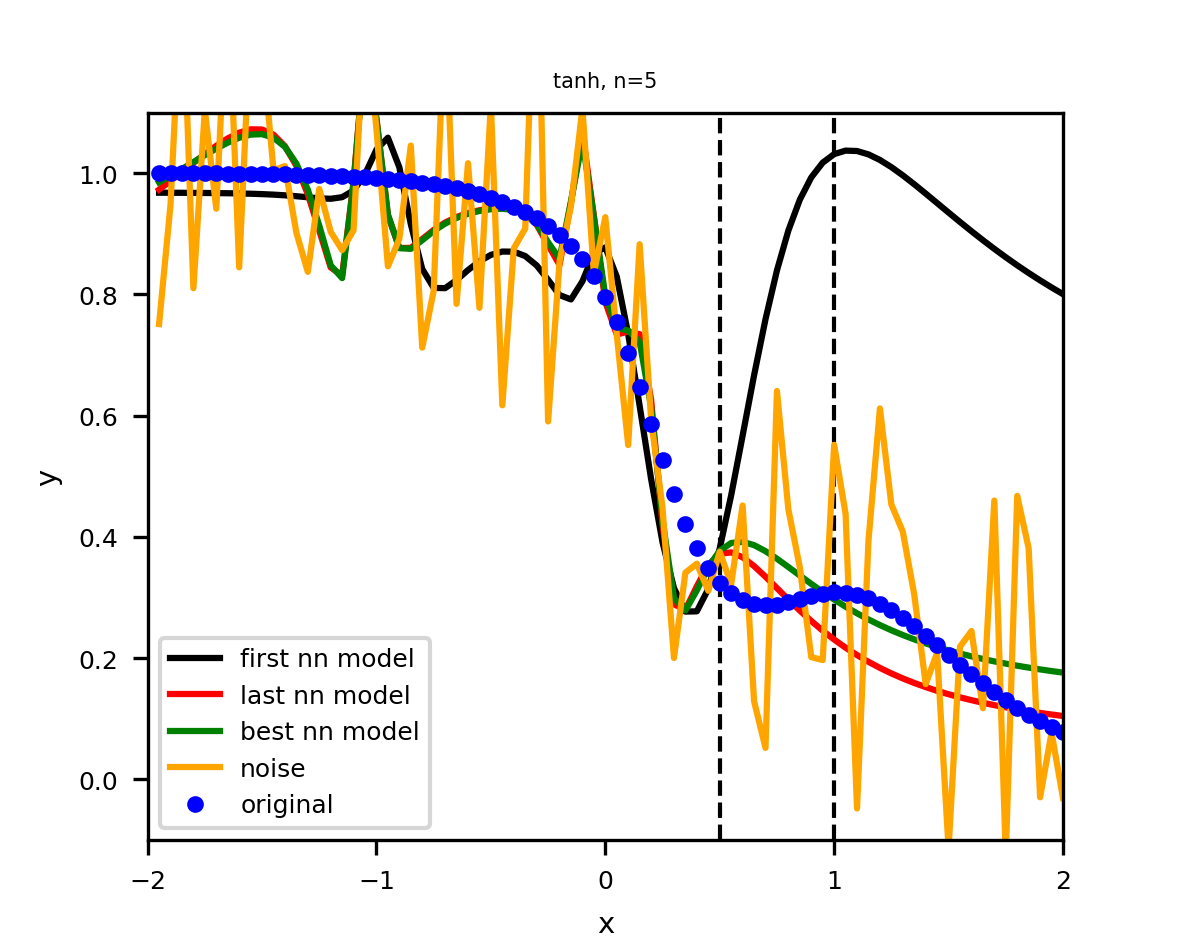 tanh, n=5
1.0
0.8
0.6
0.4
0.2
0.0
y
first nn model
last nn model
best nn model
noise
original
−2
−1
0
1
2
x